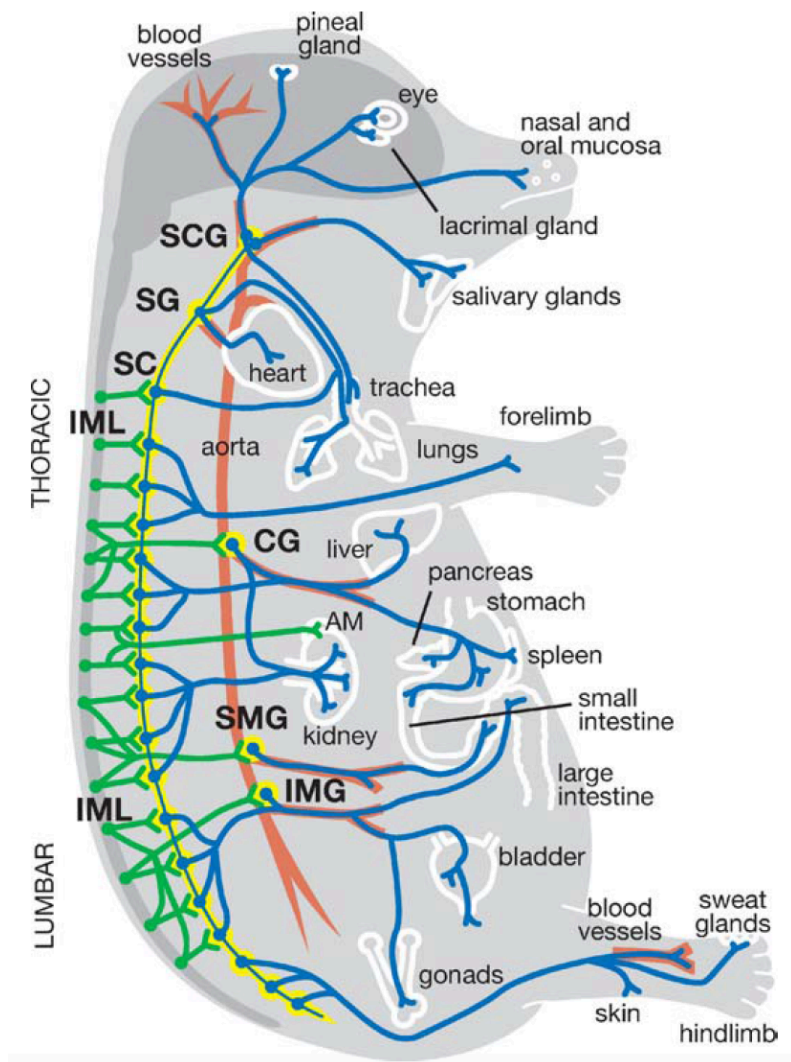 blood
vessels
pineal
gland
eye
nasal and
oral mucosa
lacrimal gland
SCG
salivary glands
SG
heart
SC
trachea
THORACIC
IML
aorta
lungs
forelimb
CG
liver
pancreas
stomach
AM
spleen
small
intestine
SMG
kidney
large
intestine
IMG
IML
bladder
LUMBAR
blood
vessels
sweat
glands
gonads
skin
hindlimb